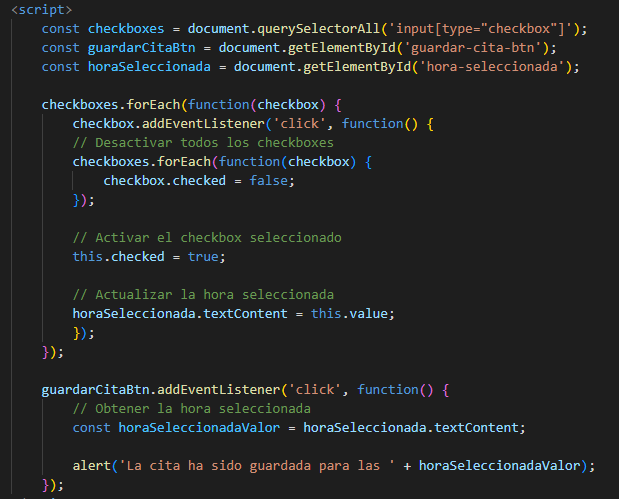 <script>
const checkboxes = document.querySelectorAll('input[type="checkbox"]');
const guardarCitaBtn = document.getElementById('guardar-cita-btn');
const horaSeleccionada = document.getElementById('hora-seleccionada');
checkboxes.forEach(function(checkbox) {
checkbox.addEventListener('click', function() {
// Desactivar todos los checkboxes
checkboxes.forEach(function(checkbox) {
checkbox.checked = false;
});
// Activar el checkbox seleccionado
this.checked = true;
// Actualizar la hora seleccionada
horaSeleccionada.textContent = this.value;
});
});
guardarCitaBtn.addEventListener('click', function() {
// Obtener la hora seleccionada
const horaSeleccionadaValor = horaSeleccionada.textContent;
alert('La cita ha sido guardada para las ' + horaSeleccionadaValor);
});